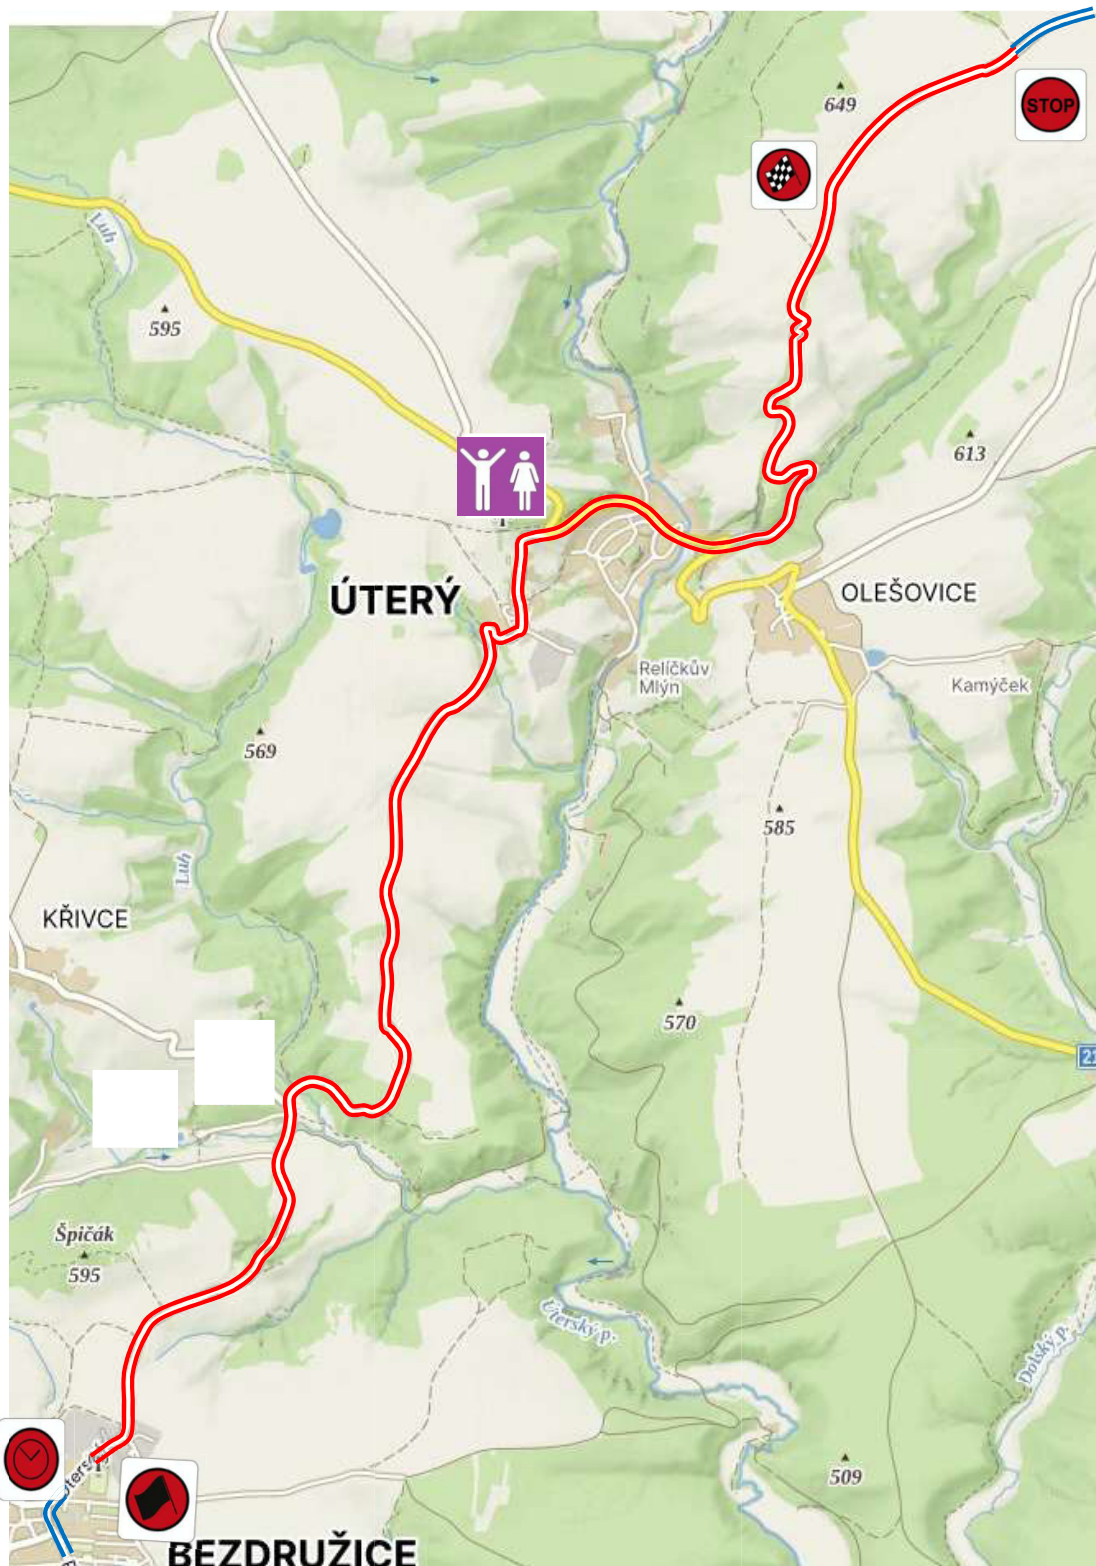 649
STOP
Luh
595
613
ÚTERÝ
OLEŠOVICE
Relíčkův
Mlýn
Kamýček
569
585
Luh
KŘIVCE
570
Špičák
595
Úterský p.
Dolský p.
509
BEZDRUŽICE